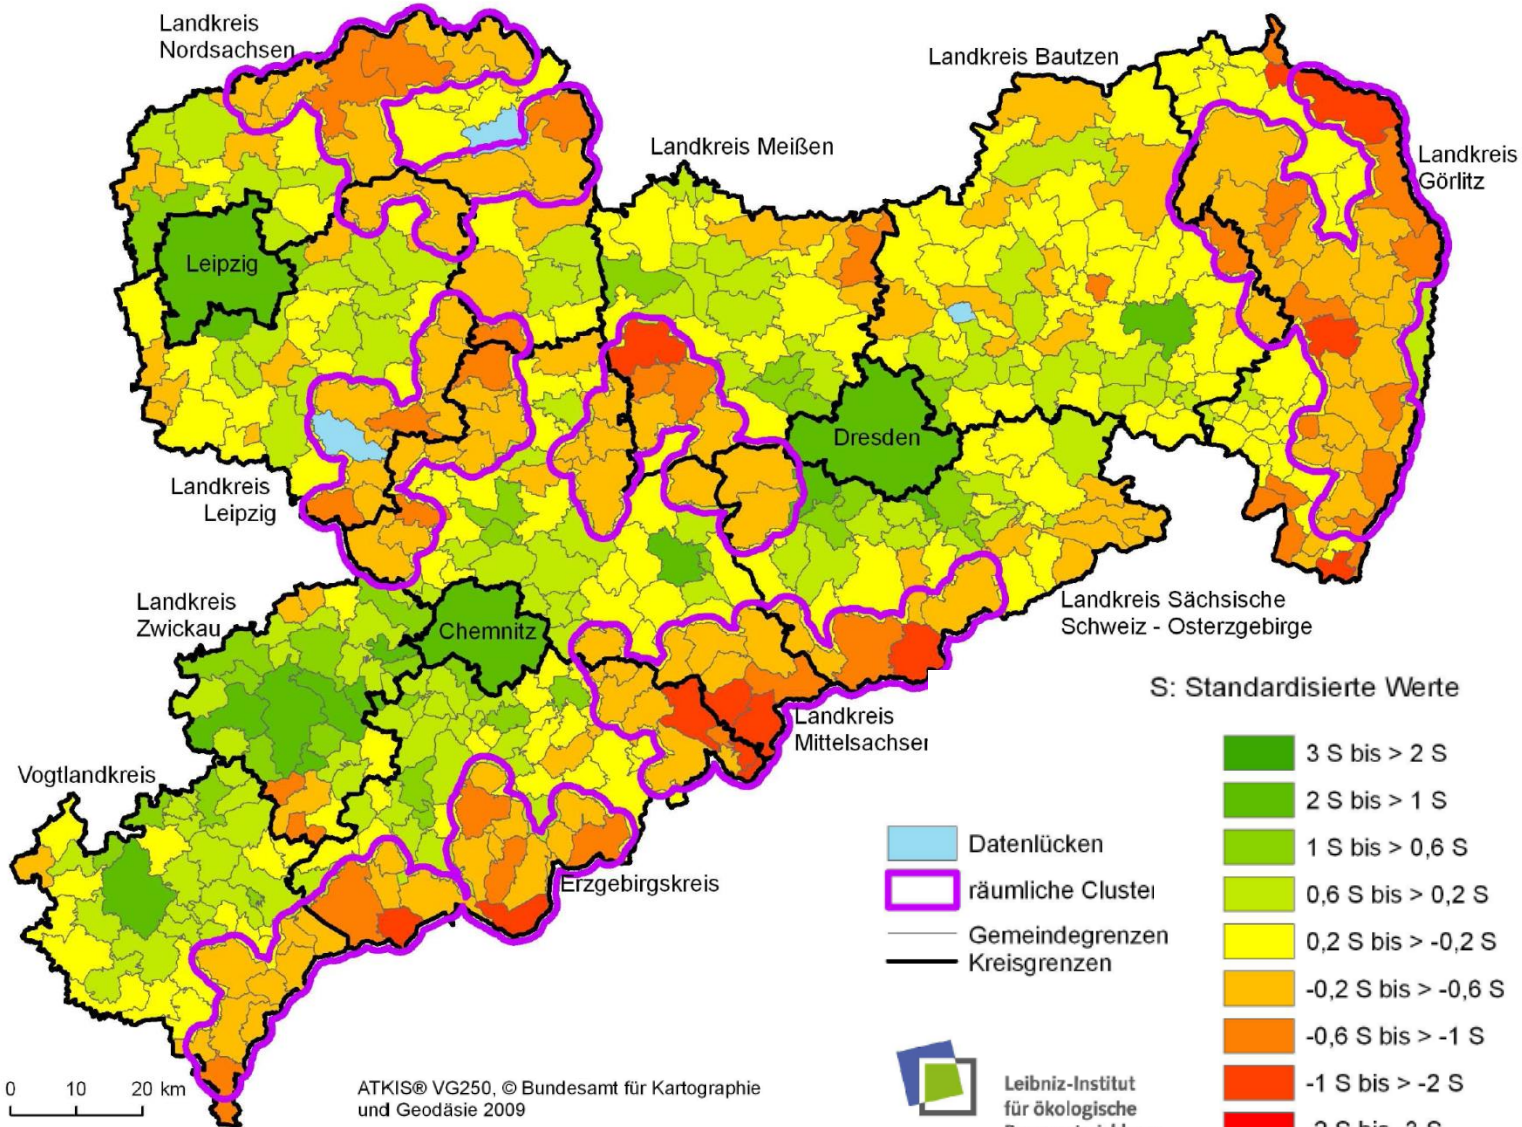 Landkreis
Nordsachsen
Landkreis Bautzen
Landkreis Meißen
Landkreis
Görlitz
Leipzig
Dresden
Landkreis
Leipzig
Landkreis
Zwickau
Chemnitz
Landkreis Sächsische
Schweiz - Osterzgebirge
Landkreis
Mittelsachsen
Vogtlandkreis
Erzgebirgskreis
S: Standardisierte Werte
3 S bis > 2 S
2 S bis > 1 S
1 S bis > 0,6 S
0,6 S bis > 0,2 S
0,2 S bis > -0,2 S
-0,2 S bis > -0,6 S
-0,6 S bis > -1 S
-1 S bis > -2 S
Datenlücken
räumliche Cluster
Gemeindegrenzen
Kreisgrenzen
0 10 20 km
ATKIS® VG250, © Bundesamt für Kartographie
und Geodäsie 2009
Leibniz-Institut
für ökologische